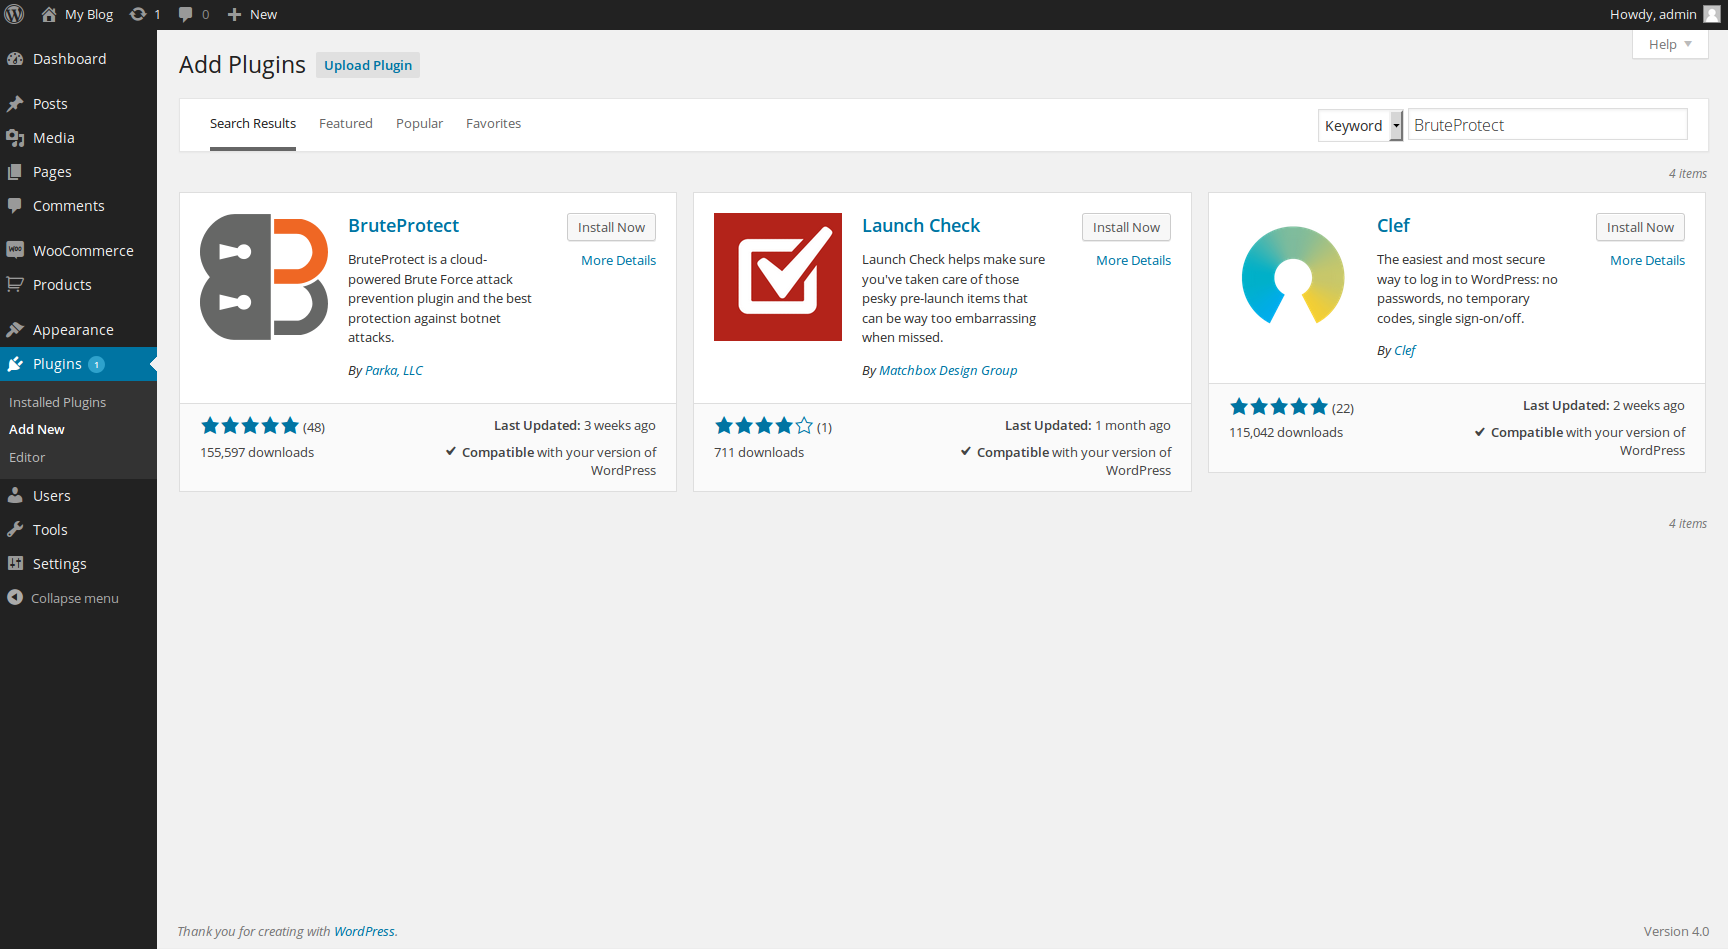 My Blog 1 0 New Howdy, admin
Help
Dashboard
Posts
Media
Pages
Comments
WOO WooCommerce
Products
Appearance
Plugins 1
Installed Plugins
Add New
Editor
Users
Tools
Settings
Collapse menu
Add Plugins Upload Plugin
Search Results Featured Popular Favorites Keyword BruteProtect
4 items
BruteProtect
Install Now
More Details
BruteProtect is a cloud-
powered Brute Force attack
prevention plugin and the best
protection against botnet
attacks.
By Parka, LLC
(48)
155,597 downloads
Last Updated: 3 weeks ago
Compatible with your version of
WordPress
Launch Check
Install Now
More Details
Launch Check helps make sure
you've taken care of those
pesky pre-launch items that
can be way too embarrassing
when missed.
By Matchbox Design Group
(1)
711 downloads
Last Updated: 1 month ago
Compatible with your version of
WordPress
Clef
Install Now
More Details
The easiest and most secure
way to log in to WordPress: no
passwords, no temporary
codes, single sign-on/off.
By Clef
(22)
115,042 downloads
Last Updated: 2 weeks ago
Compatible with your version of
WordPress
4 items
Thank you for creating with WordPress.
Version 4.0